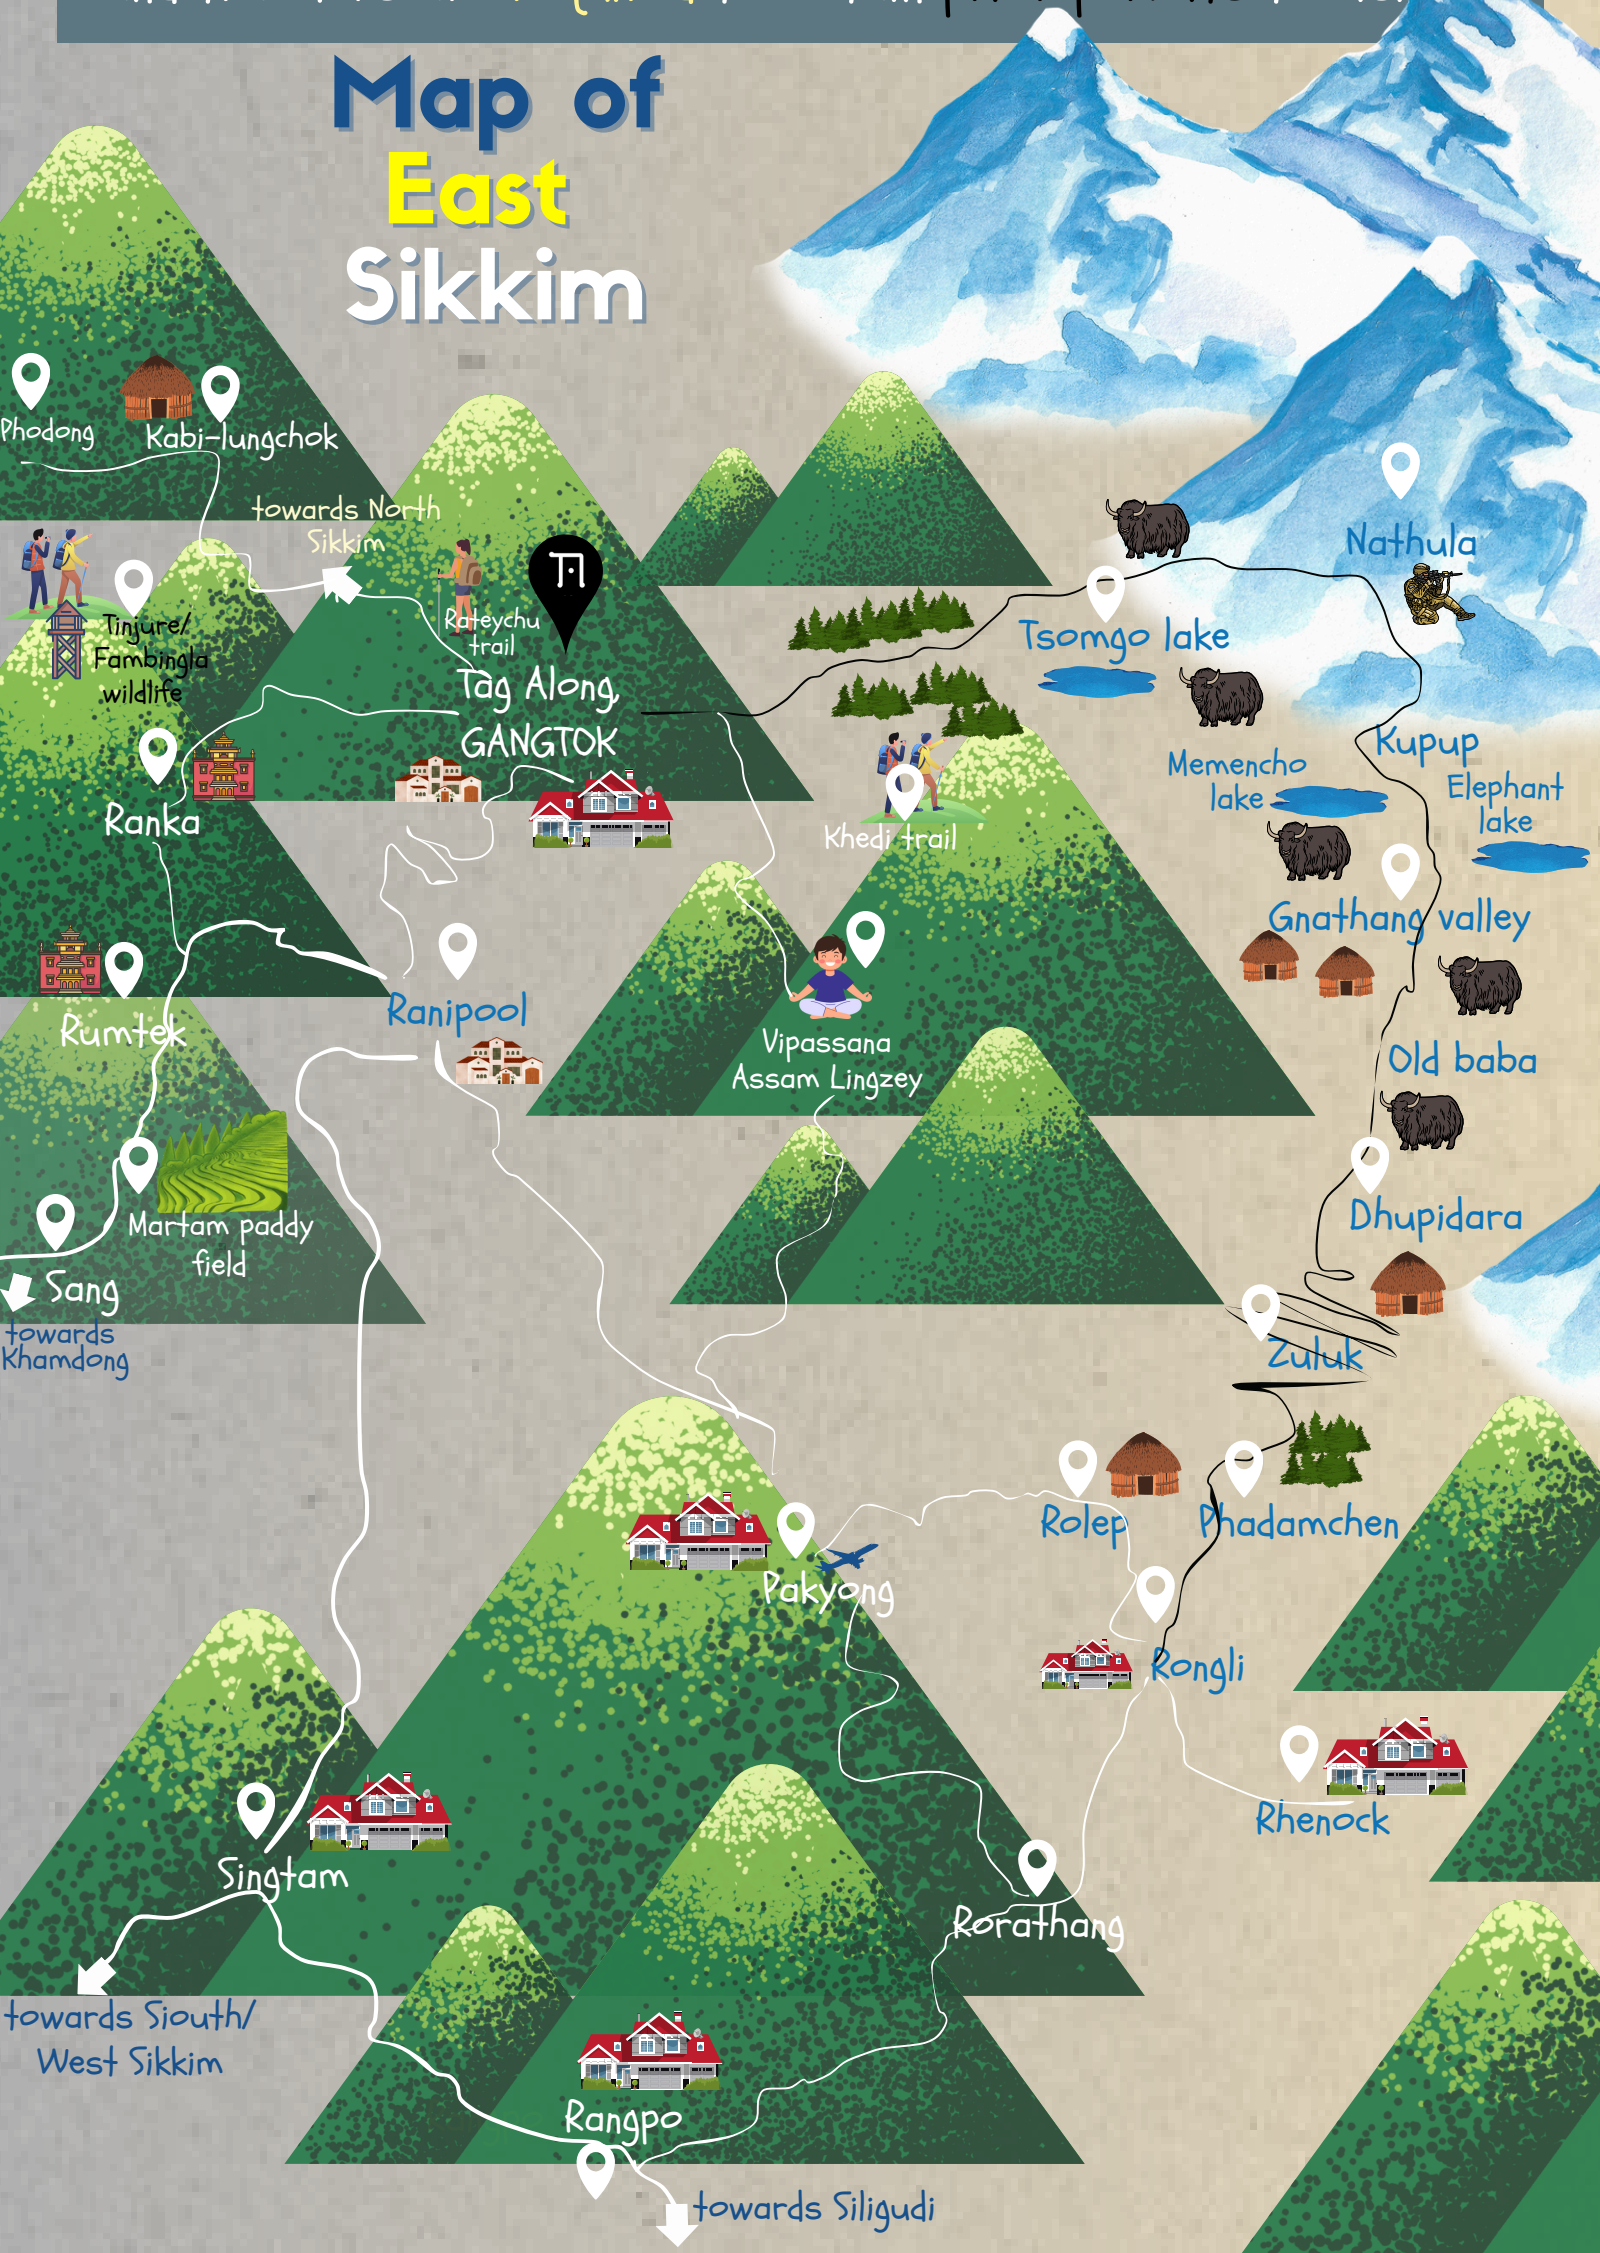 Map of
East
Sikkim
Phodong
Kabi-lungchok
towards North
Sikkim
Tinjure/
Fambingla
wildlife
Rateychu
trail
Tag Along,
GANGTOK
Tsomgo lake
Nathula
Kupup
Memencho
lake
Elephant
lake
Ranka
Khedi trail
Gnathang valley
Rumtek
Ranipool
Vipassana
Assam Lingzey
Old baba
Martam paddy
field
Dhupidara
Sang
towards
Khamdong
Zuluk
Rolep
Phadamchen
Pakyong
Rongli
Rhenock
Singtam
Rorathang
towards Siouth/
West Sikkim
Rangpo
towards Siligudi